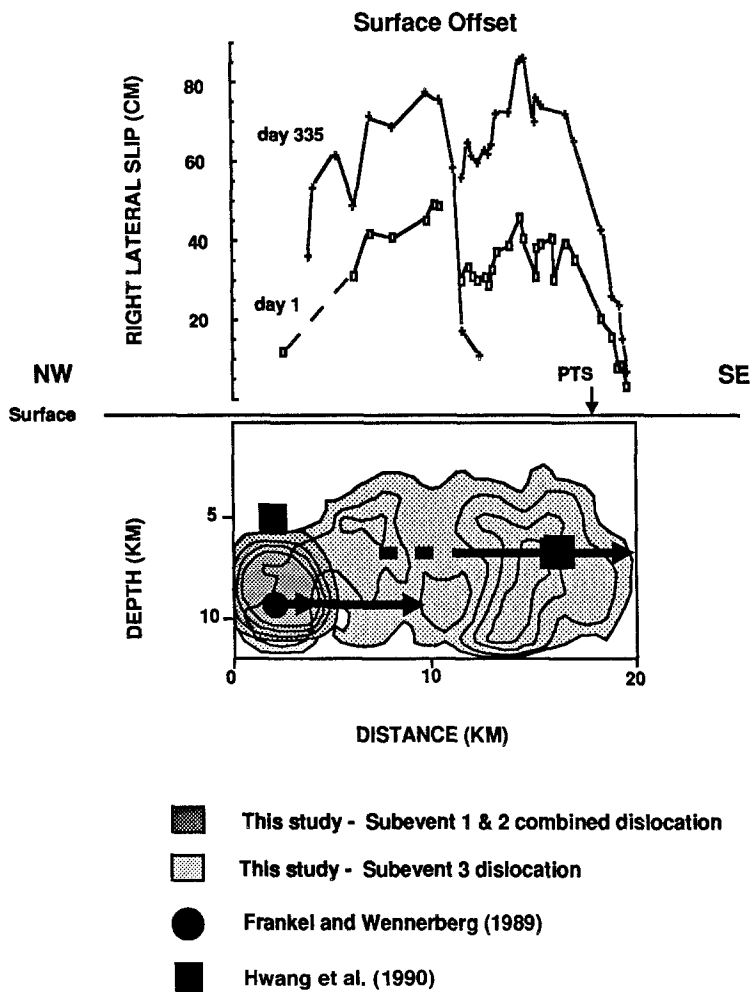 Surface Offset
RIGHT LATERAL SLIP (CM)
80
60
40
20
day 335
day 1
NW
SE
PTS
Surface
DEPTH (KM)
5
10
0
10
20
DISTANCE (KM)
This study - Subevent 1 & 2 combined dislocation
This study - Subevent 3 dislocation
Frankel and Wennerberg (1989)
Hwang et al. (1990)